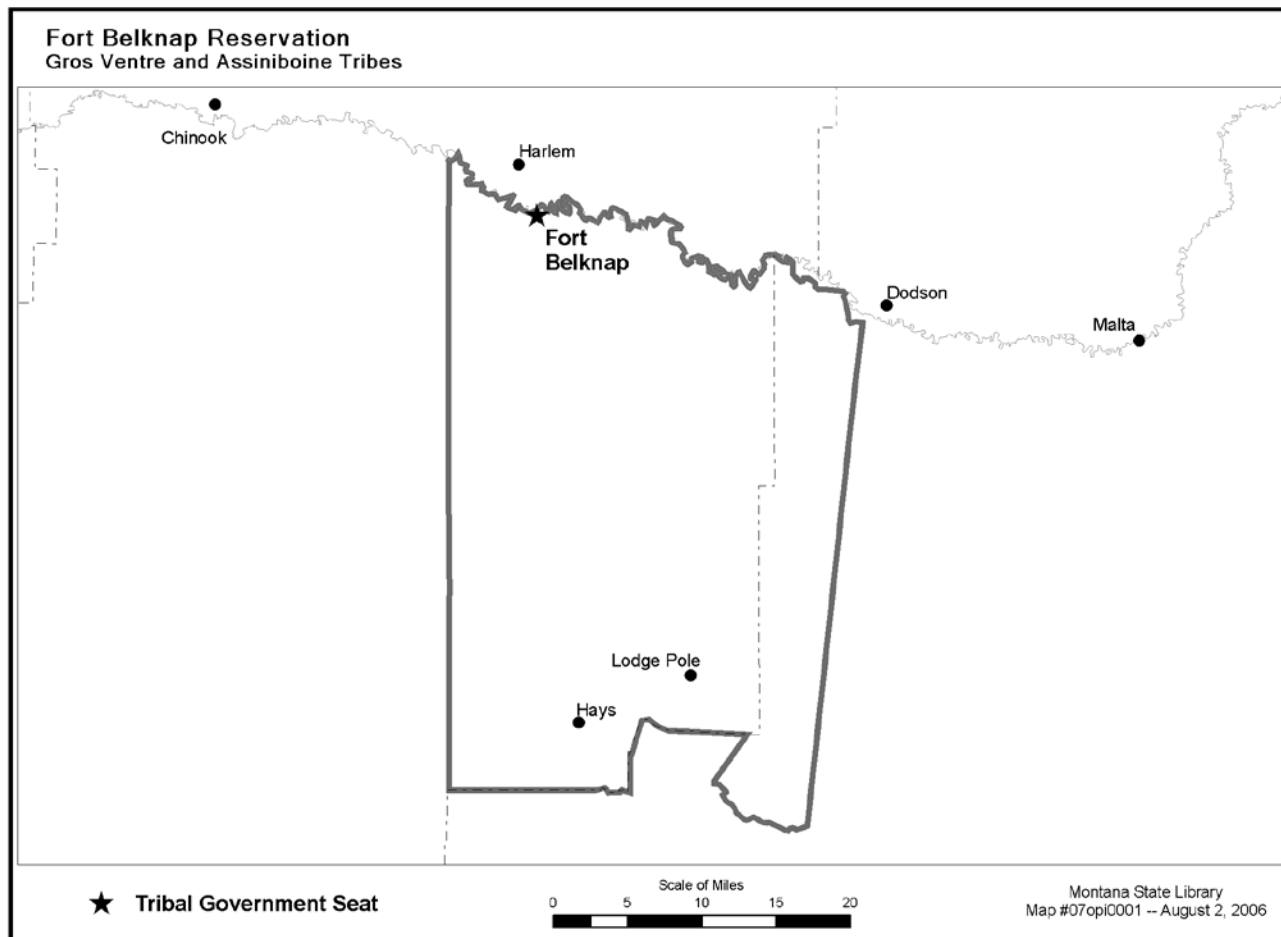 Fort Belknap Reservation
Gros Ventre and Assiniboine Tribes
Chinook
Harlem
Fort
Belknap
Dodson
Malta
Lodge Pole
Hays
Tribal Government Seat
Scale of Miles
0 5 10 15 20
Montana State Library
Map #07opi0001 -- August 2, 2006